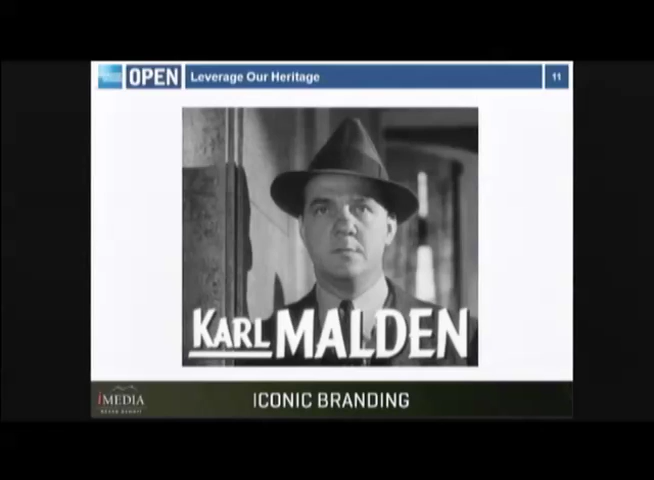 OPEN Leverage Our Heritage 11
KARL MALDEN
iMEDIA
ICONIC BRANDING